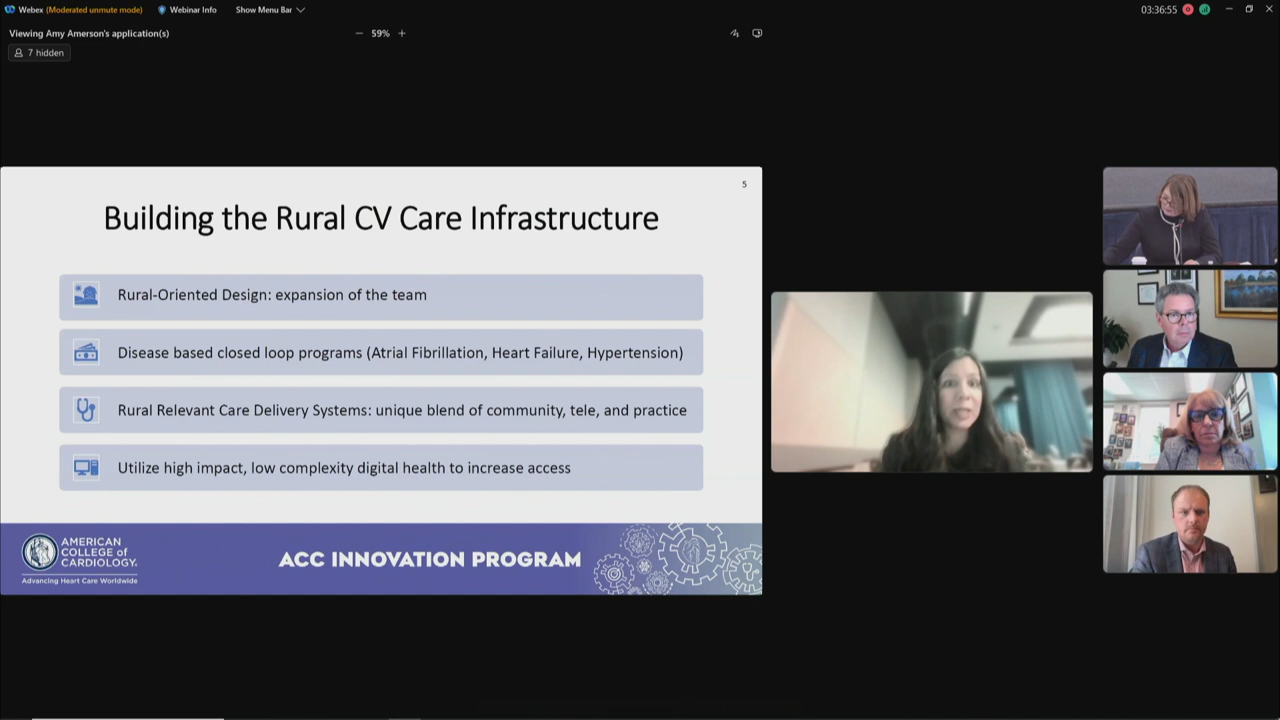 Webex (Moderated unmute mode) Webinar Info Show Menu Bar 03:36:55
Viewing Amy Amerson's application(s) 59%
7 hidden
5
Building the Rural CV Care Infrastructure
Rural-Oriented Design: expansion of the team
Disease based closed loop programs (Atrial Fibrillation, Heart Failure, Hypertension)
Rural Relevant Care Delivery Systems: unique blend of community, tele, and practice
Utilize high impact, low complexity digital health to increase access
AMERICAN
COLLEGE of
CARDIOLOGY.
Advancing Heart Care Worldwide
ACC INNOVATION PROGRAM